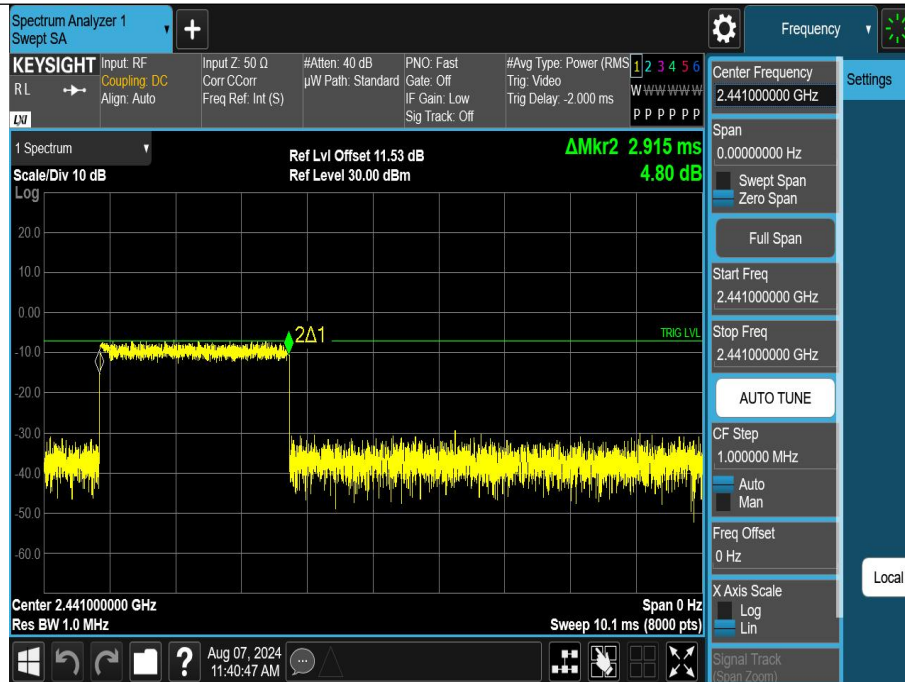 Spectrum Analyzer 1
Swept SA
+
Frequency
KEYSIGHT
RL
LXI
Input: RF
Coupling: DC
Align: Auto
Input Z: 50 Ω
Corr CCorr
Freq Ref: Int (S)
#Atten: 40 dB
µW Path: Standard
PNO: Fast
Gate: Off
IF Gain: Low
Sig Track: Off
#Avg Type: Power (RMS
Trig: Video
Trig Delay: -2.000 ms
1 2 3 4 5 6
W W W W W W
P P P P P P
Center Frequency
2.441000000 GHz
Settings
Span
0.00000000 Hz
Swept Span
Zero Span
Full Span
Start Freq
2.441000000 GHz
Stop Freq
2.441000000 GHz
AUTO TUNE
CF Step
1.000000 MHz
Auto
Man
Freq Offset
0 Hz
X Axis Scale
Log
Lin
Signal Track
(Span Zoom)
Local
1 Spectrum
Scale/Div 10 dB
Ref Lvl Offset 11.53 dB
Ref Level 30.00 dBm
ΔMkr2 2.915 ms
4.80 dB
Log
20.0
10.0
0.00
-10.0
-20.0
-30.0
-40.0
-50.0
-60.0
2Δ1
TRIG LVL
Center 2.441000000 GHz
Res BW 1.0 MHz
Span 0 Hz
Sweep 10.1 ms (8000 pts)
?
Aug 07, 2024
11:40:47 AM